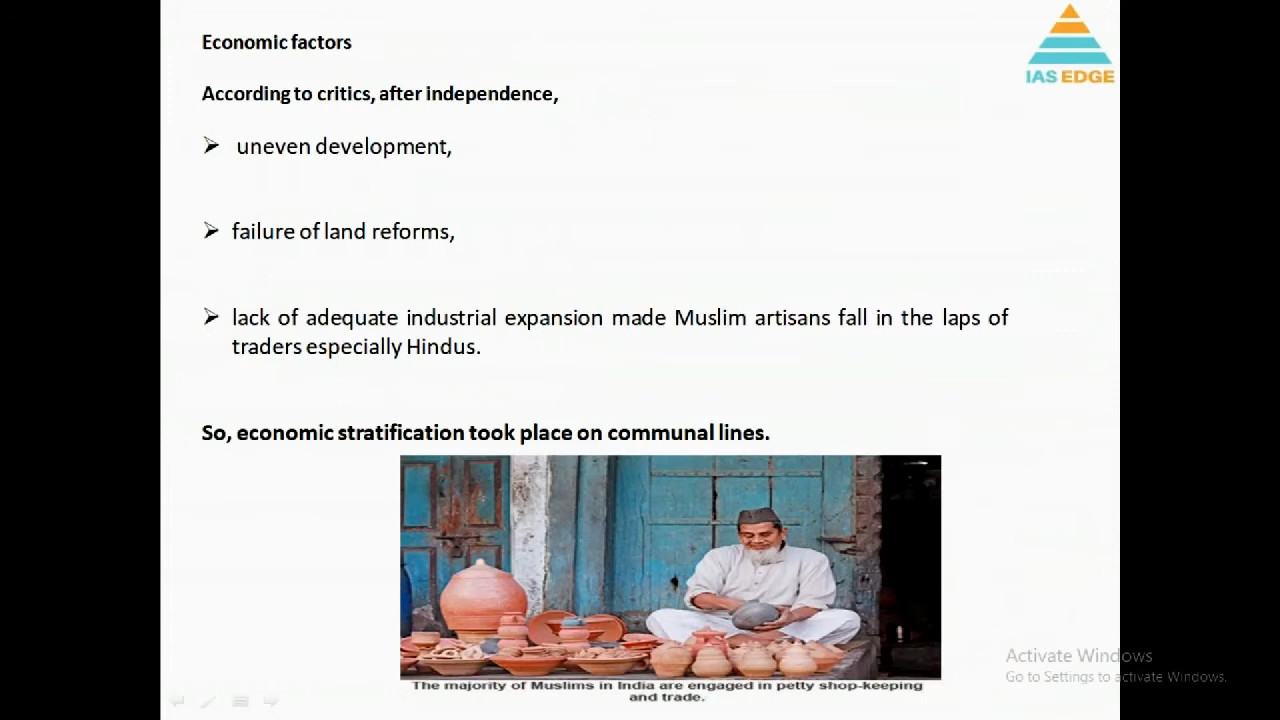 Economic factors
IAS EDGE
According to critics, after independence,
➢ uneven development,
➢ failure of land reforms,
➢ lack of adequate industrial expansion made Muslim artisans fall in the laps of
traders especially Hindus.
So, economic stratification took place on communal lines.
The majority of Muslims in India are engaged in petty shop-keeping
and trade.
Activate Windows
Go to Settings to activate Windows.